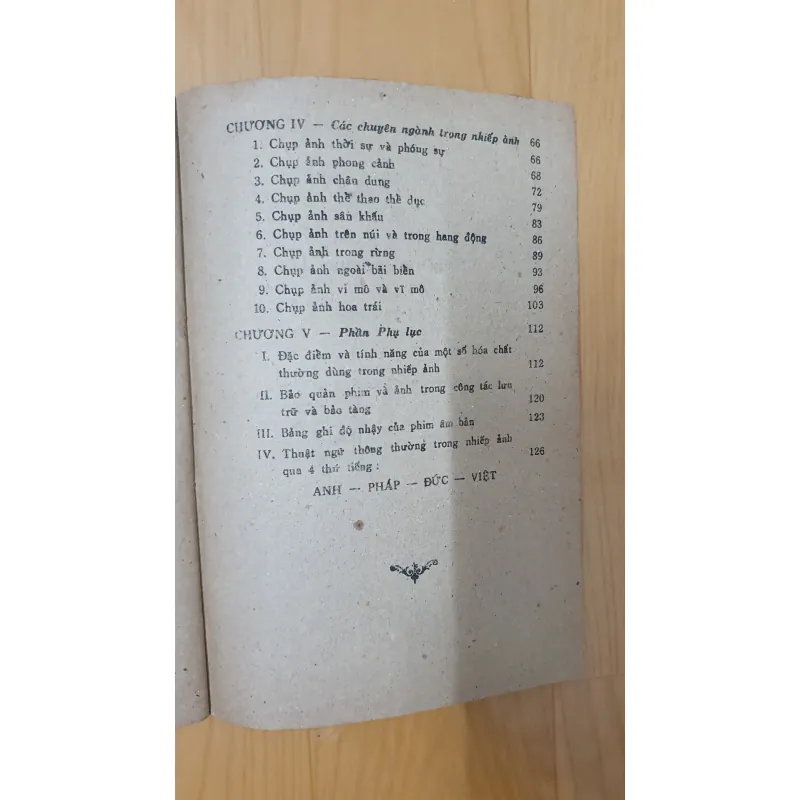 CHƯƠNG IV — Các chuyên ngành trong nhiếp ảnh 66
1. Chụp ảnh thời sự và phóng sự 66
2. Chụp ảnh phong cảnh 68
3. Chụp ảnh chân dung 72
4. Chụp ảnh thể thao thể dục 79
5. Chụp ảnh sân khấu 83
6. Chụp ảnh trên núi và trong hang động 86
7. Chụp ảnh trong rừng 89
8. Chụp ảnh ngoài bãi biển 93
9. Chụp ảnh vi mô và vĩ mô 96
10. Chụp ảnh hoa trái 103
CHƯƠNG V — Phần Phụ lục 112
I. Đặc điểm và tính năng của một số hóa chất
thường dùng trong nhiếp ảnh 112
II. Bảo quản phim và ảnh trong công tác lưu
trữ và bảo tàng 120
III. Bảng ghi độ nhậy của phim âm bản 123
IV. Thuật ngữ thông thường trong nhiếp ảnh
qua 4 thứ tiếng : 126
ANH — PHÁP — ĐỨC — VIỆT